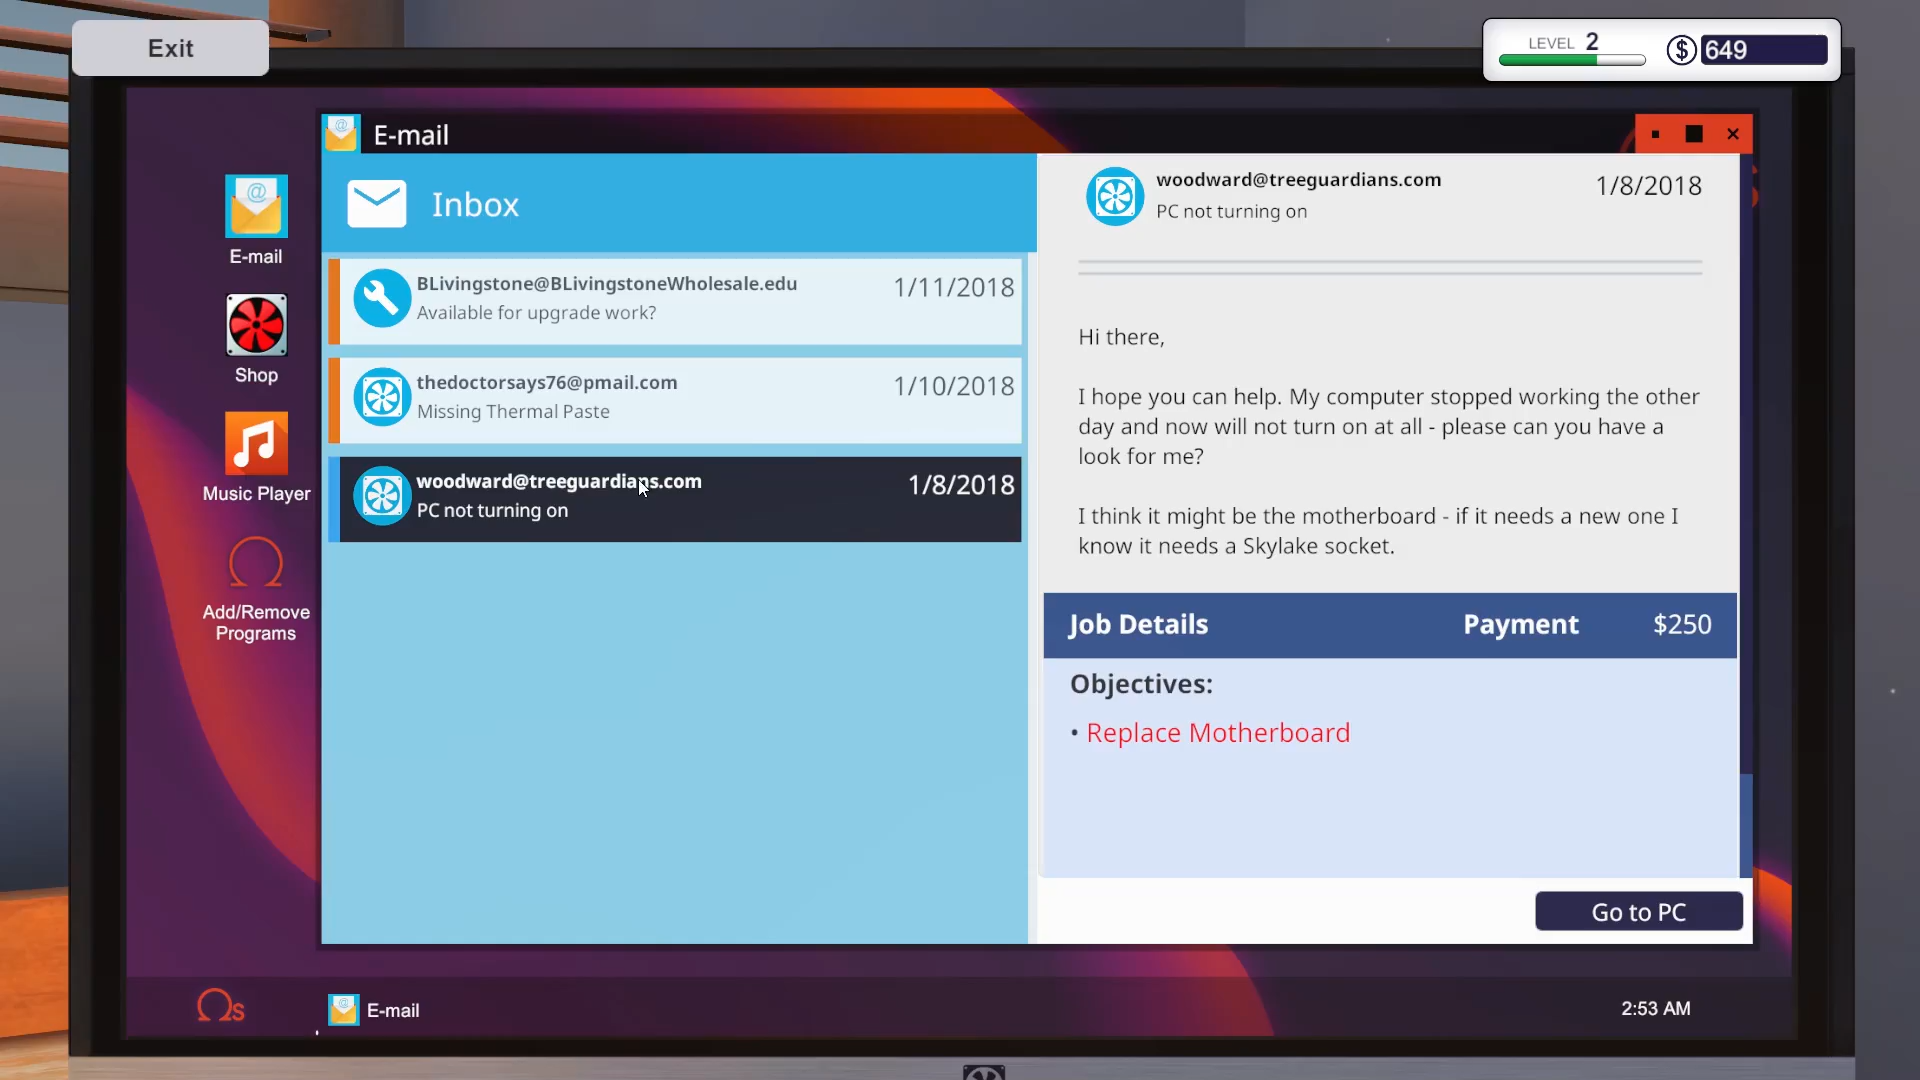 Exit
LEVEL 2
$ 649
E-mail
Inbox
E-mail
Shop
Music Player
Add/Remove
Programs
BLivingstone@BLivingstoneWholesale.edu
1/11/2018
Available for upgrade work?
thedoctorsays76@pmail.com
1/10/2018
Missing Thermal Paste
woodward@treeguardians.com
1/8/2018
PC not turning on
woodward@treeguardians.com
1/8/2018
PC not turning on
Hi there,
I hope you can help. My computer stopped working the other
day and now will not turn on at all - please can you have a
look for me?
I think it might be the motherboard - if it needs a new one I
know it needs a Skylake socket.
Job Details
Payment $250
Objectives:
• Replace Motherboard
Go to PC
Ωs
E-mail
2:53 AM